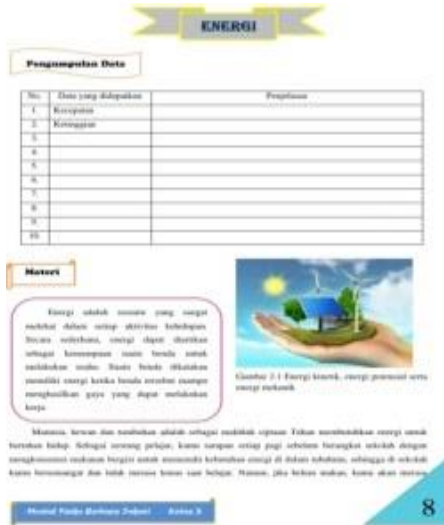 ENERGI
Pengumpulan Data
No. Data yang didapatkan Penjelasan
1. Kecepatan
2. Ketinggian
3.
4.
5.
6.
7.
8.
9.
10.
Materi
Energi adalah sesuatu yang sangat
melekat dalam setiap aktivitas kehidupan.
Secara sederhana, energi dapat diartikan
sebagai kemampuan suatu benda untuk
melakukan usaha. Suatu benda dikatakan
memiliki energi ketika benda tersebut mampu
menghasilkan gaya yang dapat melakukan
kerja.
Gambar 2.1 Energi kinetik, energi potensial serta
energi mekanik
Manusia, hewan dan tumbuhan adalah sebagai makhluk ciptaan Tuhan membutuhkan energi untuk
bertahan hidup. Sebagai seorang pelajar, kamu sarapan setiap pagi sebelum berangkat sekolah dengan
mengkonsumsi makanan bergizi untuk memenuhi kebutuhan energi di dalam tubuhmu, sehingga di sekolah
kamu bersemangat dan tidak merasa lemas saat belajar. Namun, jika belum makan, kamu akan merasa
Modul Fisika Berbasis Kelas X
8